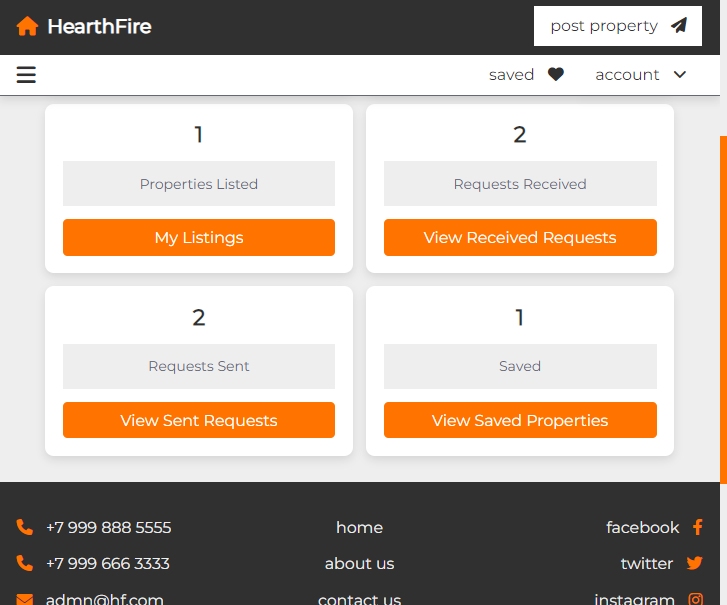 HearthFire
post property
saved
account
1
Properties Listed
My Listings
2
Requests Received
View Received Requests
2
Requests Sent
View Sent Requests
1
Saved
View Saved Properties
+7 999 888 5555
home
facebook
+7 999 666 3333
about us
twitter
admn@hf.com
contact us
instagram